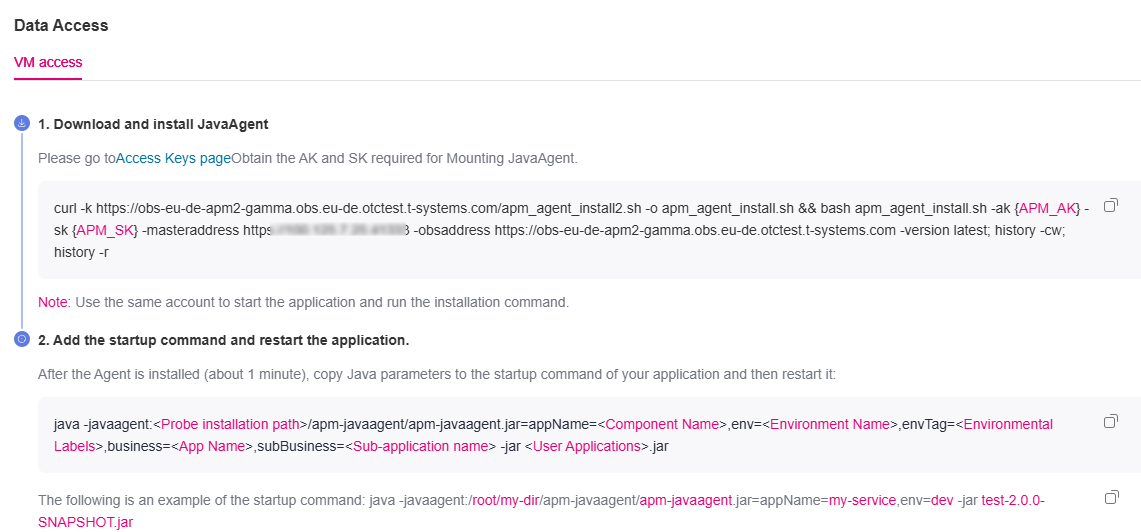 Data Access
VM access
1. Download and install JavaAgent
Please go toAccess Keys pageObtain the AK and SK required for Mounting JavaAgent.
curl -k https://obs-eu-de-apm2-gamma.obs.eu-de.otctest.t-systems.com/apm_agent_install2.sh -o apm_agent_install.sh && bash apm_agent_install.sh -ak {APM_AK} -
sk {APM_SK} -masteraddress https -obsaddress https://obs-eu-de-apm2-gamma.obs.eu-de.otctest.t-systems.com -version latest; history -cw;
history -r
Note: Use the same account to start the application and run the installation command.
2. Add the startup command and restart the application.
After the Agent is installed (about 1 minute), copy Java parameters to the startup command of your application and then restart it:
java -javaagent:<Probe installation path>/apm-javaagent/apm-javaagent.jar=appName=<Component Name>,env=<Environment Name>,envTag=<Environmental
Labels>,business=<App Name>,subBusiness=<Sub-application name> -jar <User Applications>.jar
The following is an example of the startup command: java -javaagent:/root/my-dir/apm-javaagent/apm-javaagent.jar=appName=my-service,env=dev -jar test-2.0.0-
SNAPSHOT.jar